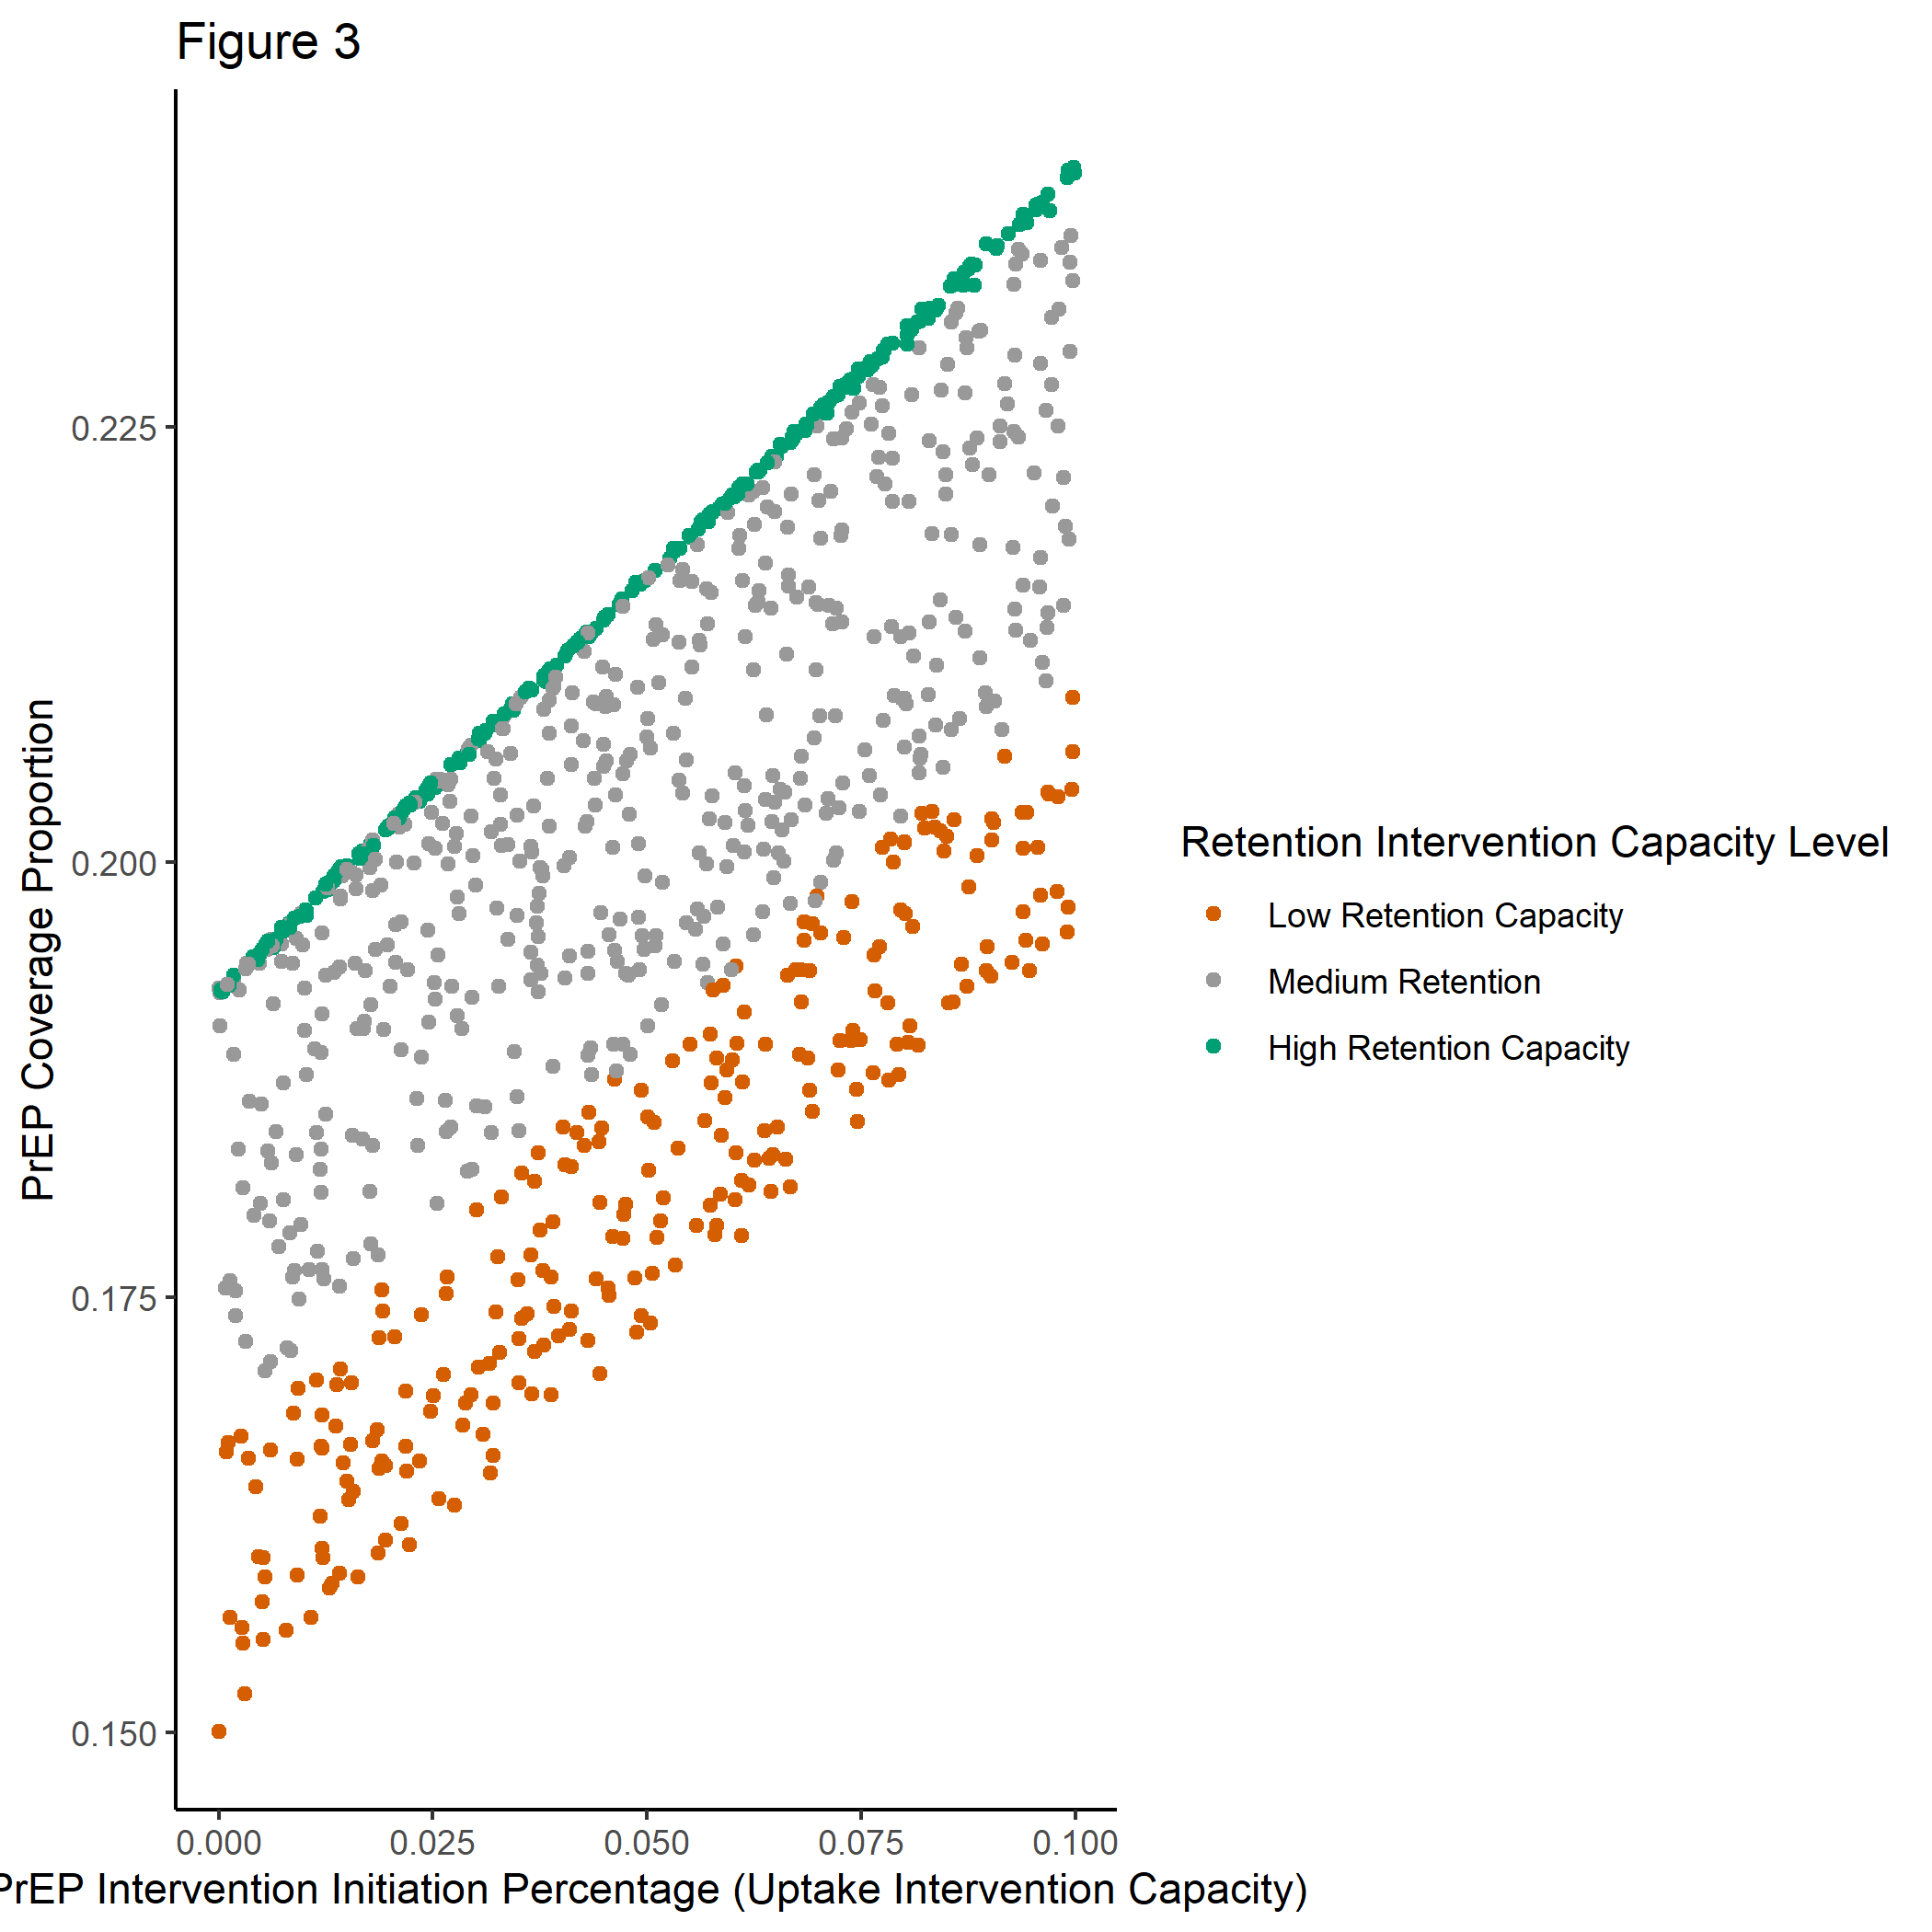 Figure 3
PrEP Coverage Proportion
0.225
0.200
0.175
0.150
0.000 0.025 0.050 0.075 0.100
PrEP Intervention Initiation Percentage (Uptake Intervention Capacity)
Retention Intervention Capacity Level
Low Retention Capacity
Medium Retention
High Retention Capacity